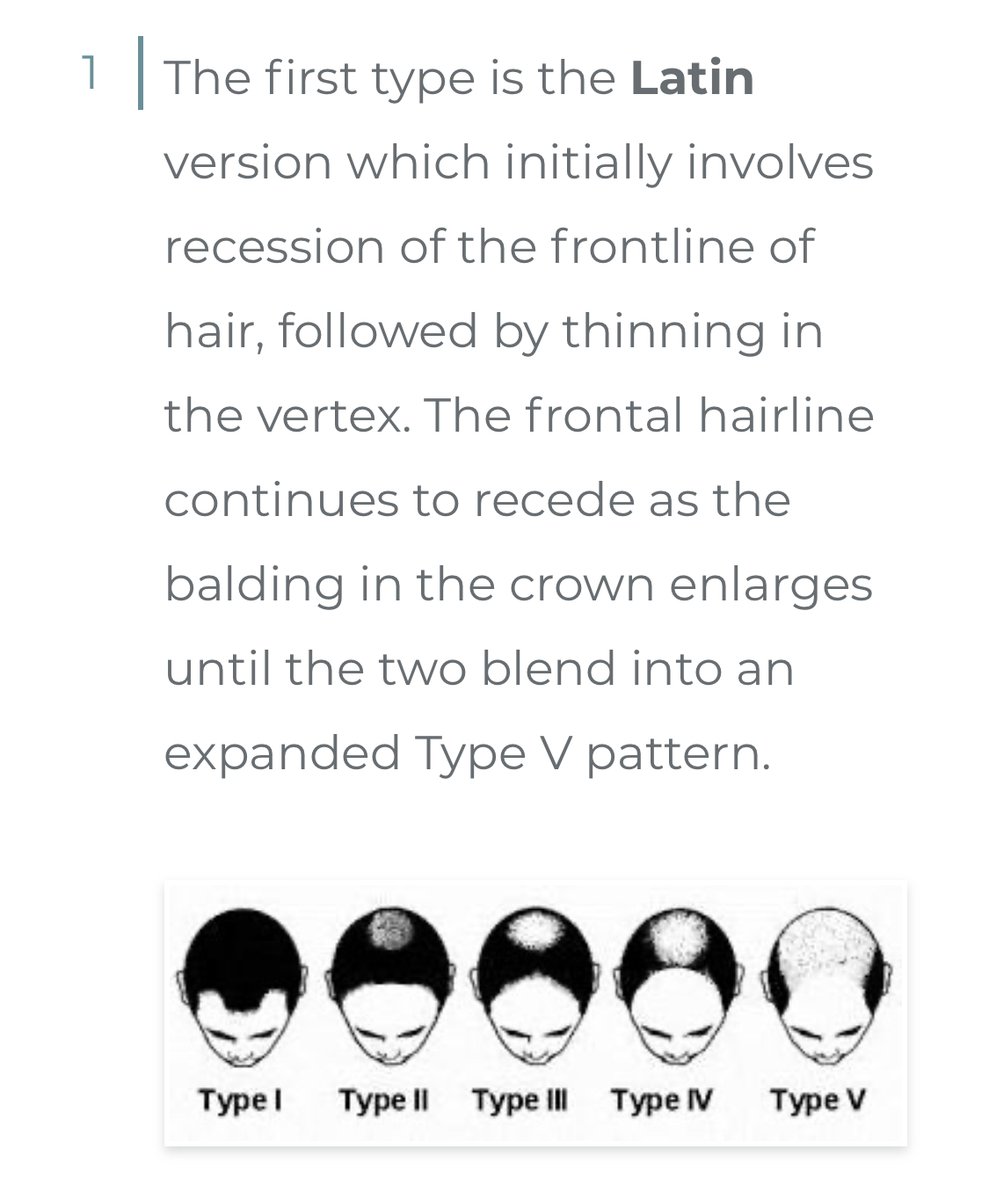 1
The first type is the Latin
version which initially involves
recession of the frontline of
hair, followed by thinning in
the vertex. The frontal hairline
continues to recede as the
balding in the crown enlarges
until the two blend into an
expanded Type V pattern.
Type I Type II Type III Type IV Type V